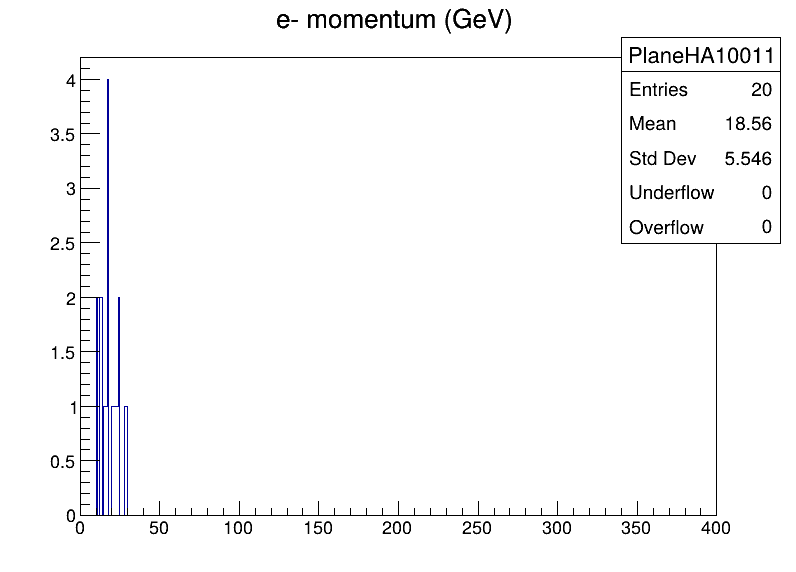 e- momentum (GeV)
PlaneHA10011
Entries 20
Mean 18.56
Std Dev 5.546
Underflow 0
Overflow 0
4
3.5
3
2.5
2
1.5
1
0.5
0
0 50 100 150 200 250 300 350 400